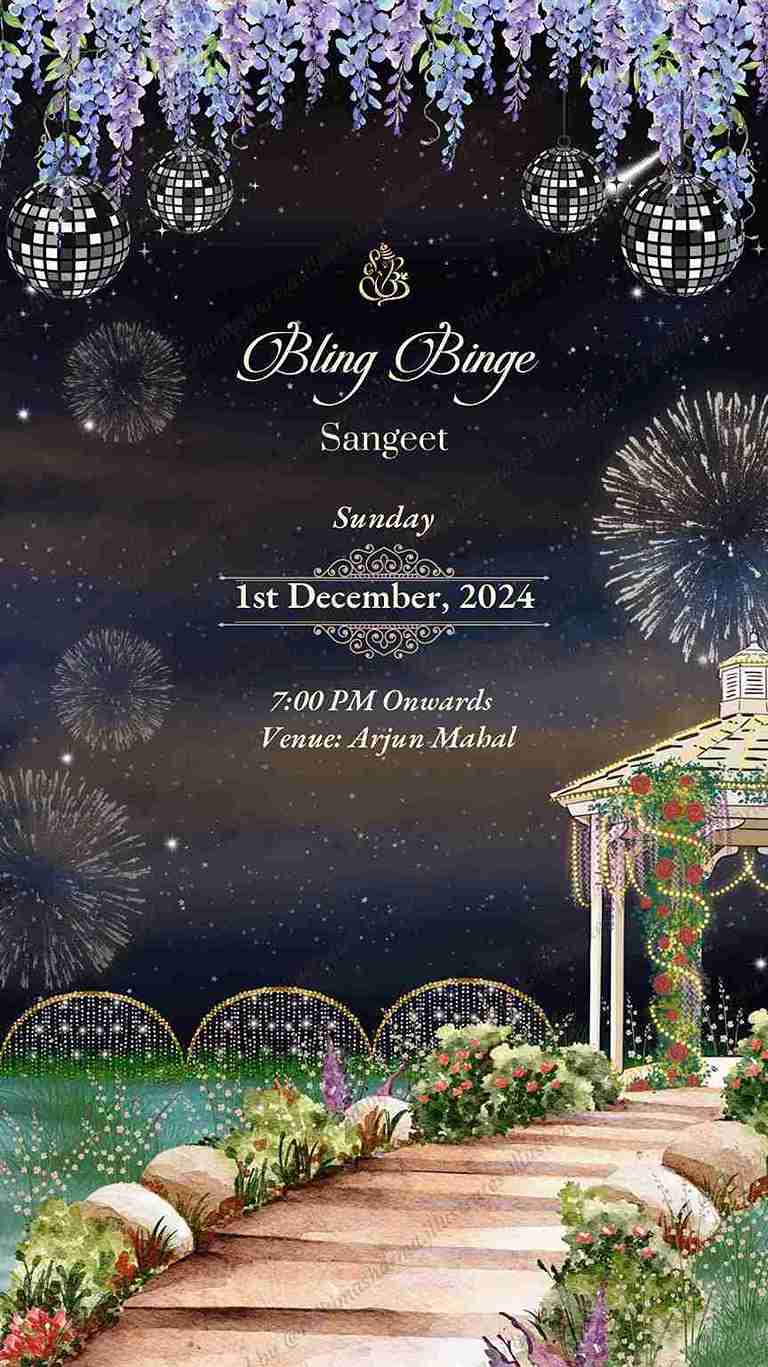 Bling Binge
Sangeet
Sunday
1st December, 2024
7:00 PM Onwards
Venue: Arjun Mahal